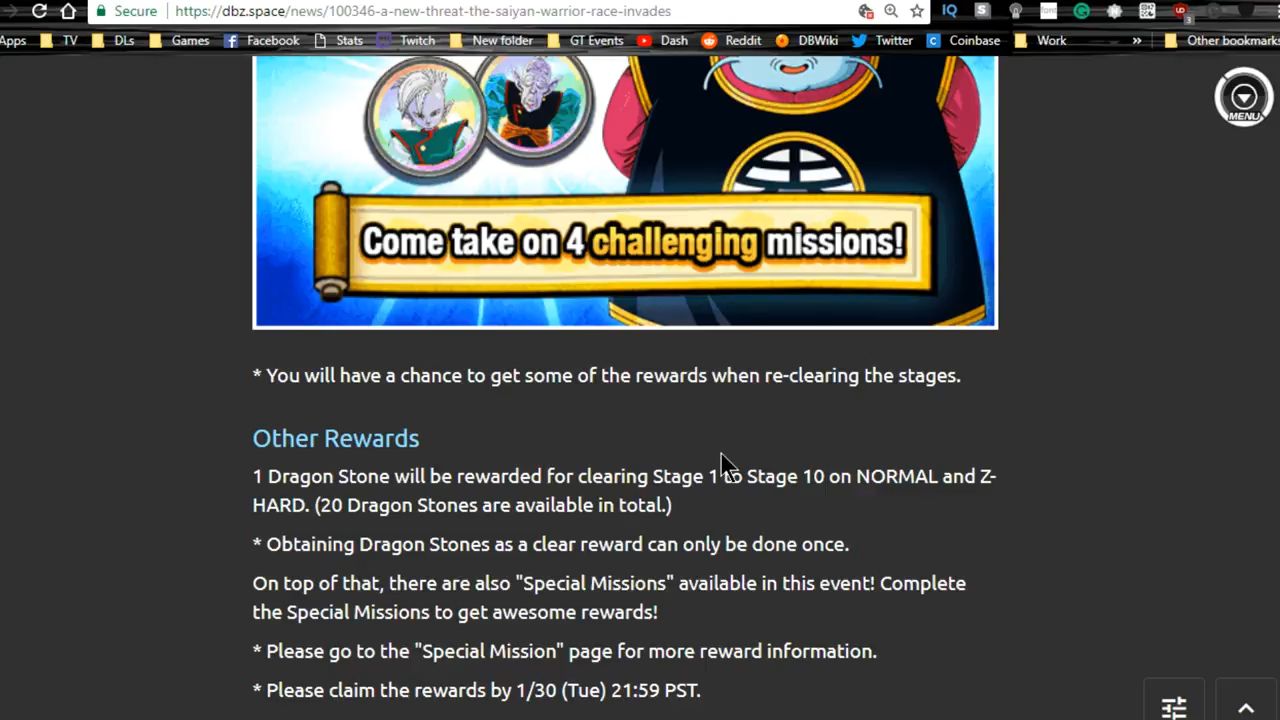 Secure https://dbz.space/news/100346-a-new-threat-the-saiyan-warrior-race-invades
Apps TV DLs Games Facebook Stats Twitch New folder GT Events Dash Reddit DBWiki Twitter Coinbase Work » Other bookmarks
MENU
Come take on 4 challenging missions!
* You will have a chance to get some of the rewards when re-clearing the stages.
Other Rewards
1 Dragon Stone will be rewarded for clearing Stage 1 to Stage 10 on NORMAL and Z-
HARD. (20 Dragon Stones are available in total.)
* Obtaining Dragon Stones as a clear reward can only be done once.
On top of that, there are also "Special Missions" available in this event! Complete
the Special Missions to get awesome rewards!
* Please go to the "Special Mission" page for more reward information.
* Please claim the rewards by 1/30 (Tue) 21:59 PST.